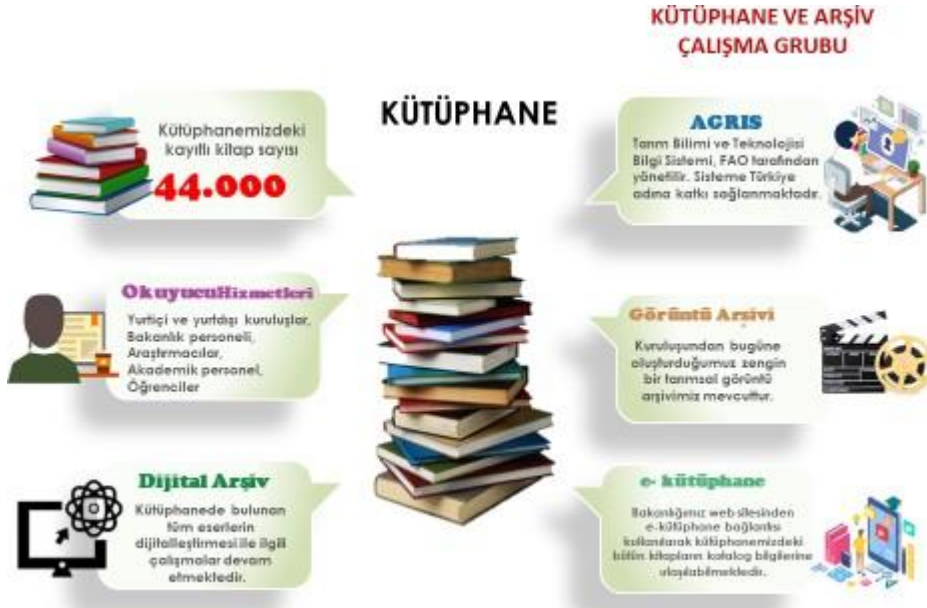 KÜTÜPHANE VE ARŞİV
ÇALIŞMA GRUBU
KÜTÜPHANE
Kütüphanemizdeki
kayıtlı kitap sayısı
44.000
Okuyucu Hizmetleri
Yurtiçi ve yurtdışı kuruluşlar,
Bakanlık personeli,
Araştırmacılar,
Akademik personel,
Öğrenciler
Dijital Arşiv
Kütüphanede bulunan
tüm eserlerin
dijitalleştirmesi ile ilgili
çalışmalar devam
etmektedir.
AGRIS
Tarım Bilimi ve Teknolojisi
Bilgi Sistemi, FAO tarafından
yönetilir. Sisteme Türkiye
adına katkı sağlanmaktadır.
Görüntü Arşivi
Kuruluşundan bugüne
oluşturduğumuz zengin
bir tarımsal görüntü
arşivimiz mevcuttur.
e- kütüphane
Bakanlığımız web sitesinden
e-kütüphane bağlantısı
kullanılarak kütüphanemizdeki
bütün kitapların katalog bilgilerine
ulaşılabilmektedir.